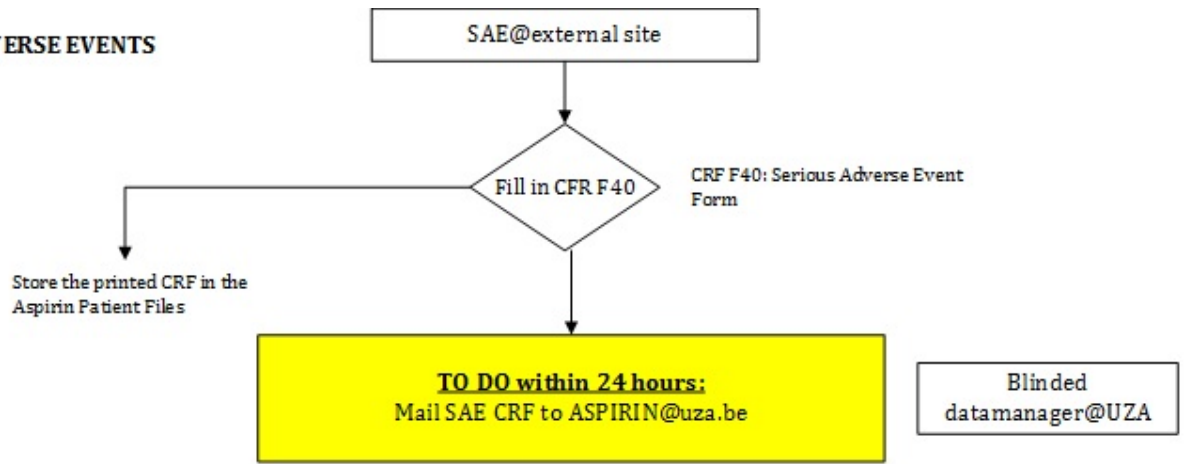 SAE@external site
VERSE EVENTS
Fill in CFR F40
CRF F40: Serious Adverse Event
Form
Store the printed CRF in the
Aspirin Patient Files
TO DO within 24 hours:
Mail SAE CRF to ASPIRIN@uza.be
Blinded
datamanager@UZA